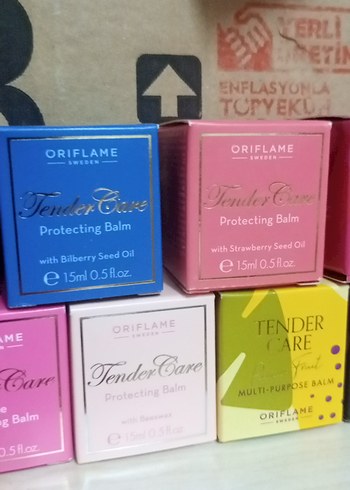 YERLİ
ÜRETİM
ENFLASYONLA
TOPYEKÜN
ORIFLAME
SWEDEN
Tender Care
Protecting Balm
with Bilberry Seed Oil
e 15ml 0.5 fl.oz.
ORIFLAME
SWEDEN
Tender Care
Protecting Balm
with Strawberry Seed Oil
e 15ml 0.5 fl.oz.
Care
Protecting Balm
0.5 fl.oz.
ORIFLAME
SWEDEN
Tender Care
Protecting Balm
with Beeswax
e 15ml 0.5 fl.oz.
TENDER
CARE
MULTI-PURPOSE BALM
ORIFLAME
SWEDEN